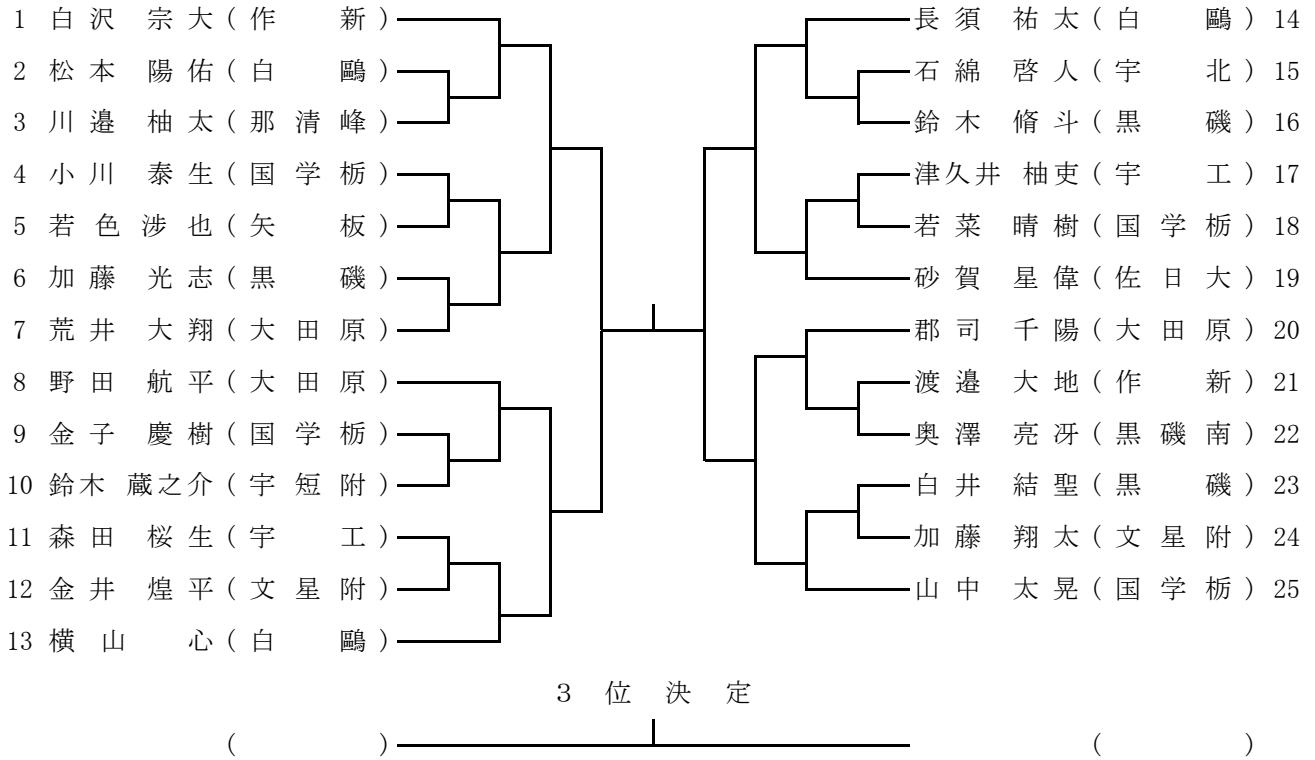 1 白沢 宗大(作 新)
2 松本 陽佑(白 鷗)
3 川邉 柚太(那清峰)
4 小川 泰生(国学栃)
5 若色渉也(矢 板)
6 加藤 光志(黒 磯)
7 荒井 大翔(大田原)
8 野田 航平(大田原)
9 金子 慶樹(国学栃)
10 鈴木 蔵之介(宇短附)
11 森田 桜生(宇 工)
12 金井 煌平(文星附)
13 横山 心(白 鷗)
長須 祐太(白 鷗) 14
石綿 啓人(宇 北) 15
鈴木 脩斗(黒 磯) 16
津久井 柚吏(宇 工) 17
若菜 晴樹(国学栃) 18
砂賀 星偉(佐日大) 19
郡司 千陽(大田原) 20
渡邉 大地(作 新) 21
奥澤 亮冴(黒磯南) 22
白井 結聖(黒 磯) 23
加藤 翔太(文星附) 24
山中 太晃(国学栃) 25
3 位 決 定
( ) ( )